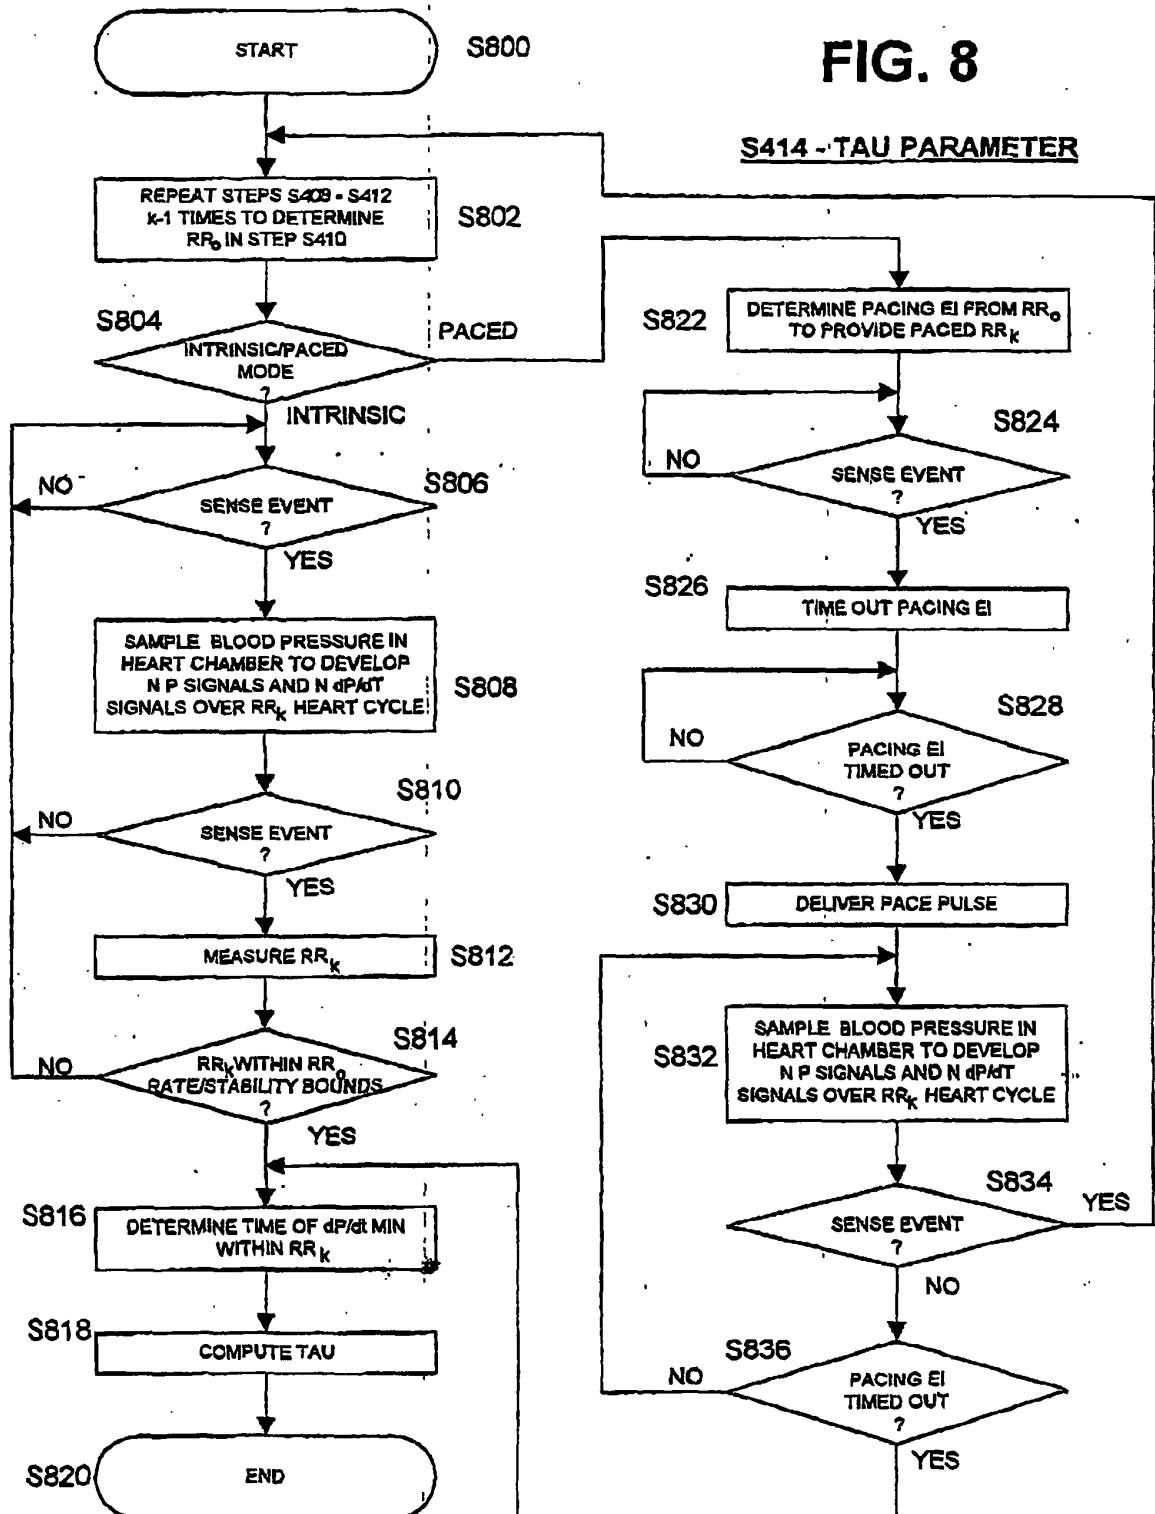 START
S800
FIG. 8
S414 - TAU PARAMETER
REPEAT STEPS S408 - S412
k-1 TIMES TO DETERMINE
RRo IN STEP S410
S802
S804
INTRINSIC/PACED
MODE
?
PACED
INTRINSIC
NO
SENSE EVENT
?
S806
YES
SAMPLE BLOOD PRESSURE IN
HEART CHAMBER TO DEVELOP
N P SIGNALS AND N dP/dT
SIGNALS OVER RRk HEART CYCLE
S808
S810
NO
SENSE EVENT
?
YES
MEASURE RRk
S812
S814
NO
RRk WITHIN RRo
RATE/STABILITY BOUNDS
?
YES
S816
DETERMINE TIME OF dP/dt MIN
WITHIN RRk
S818
COMPUTE TAU
S820
END
S822
DETERMINE PACING EI FROM RRo
TO PROVIDE PACED RRk
S824
NO
SENSE EVENT
?
YES
S826
TIME OUT PACING EI
S828
NO
PACING EI
TIMED OUT
?
YES
S830
DELIVER PACE PULSE
S832
SAMPLE BLOOD PRESSURE IN
HEART CHAMBER TO DEVELOP
N P SIGNALS AND N dP/dT
SIGNALS OVER RRk HEART CYCLE
S834
SENSE EVENT
?
YES
NO
S836
NO
PACING EI
TIMED OUT
?
YES